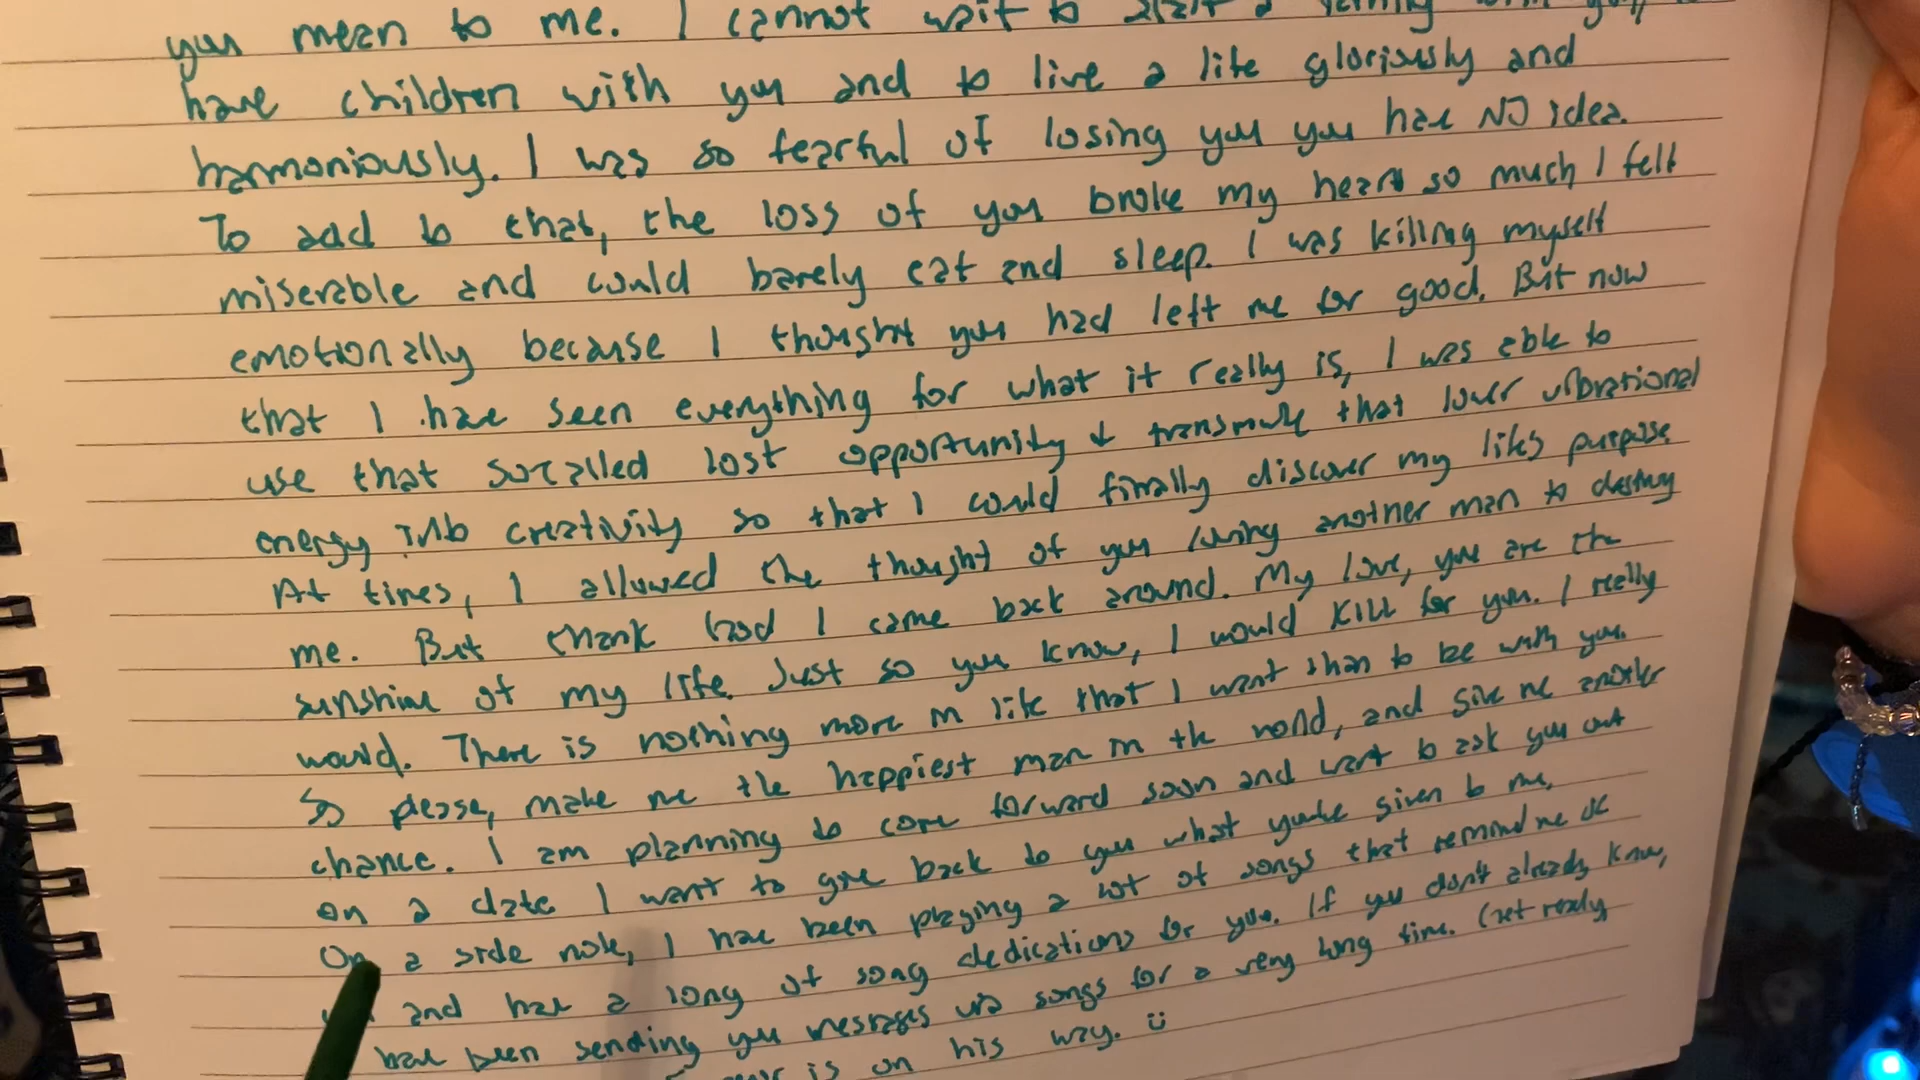 you mean to me. I cannot wait to start a family with you,
have children with you and to live a life gloriously and
harmoniously. I was so fearful of losing you you have NO idea.
To add to that, the loss of you broke my heart so much I felt
miserable and could barely eat and sleep. I was killing myself
emotionally because I thought you had left me for good. But now
that I have seen everything for what it really is, I was able to
use that socalled lost opportunity & transmute that lower vibrational
energy into creativity so that I could finally discover my life's purpose.
At times, I allowed the thought of you loving another man to destroy
me. But thank God I came back around. My love, you are the
sunshine of my life. Just so you know, I would KILL for you. I really
would. There is nothing more in life that I want than to be with you.
So please, make me the happiest man in the world, and give me another
chance. I am planning to come forward soon and want to ask you out
on a date I want to give back to you what you've given to me,
On a side note, I have been playing a lot of songs that remind me of
and have a long of song dedications for you. If you don't already know,
have been sending you messages via songs for a very long time. Get ready,
is on his way. ü